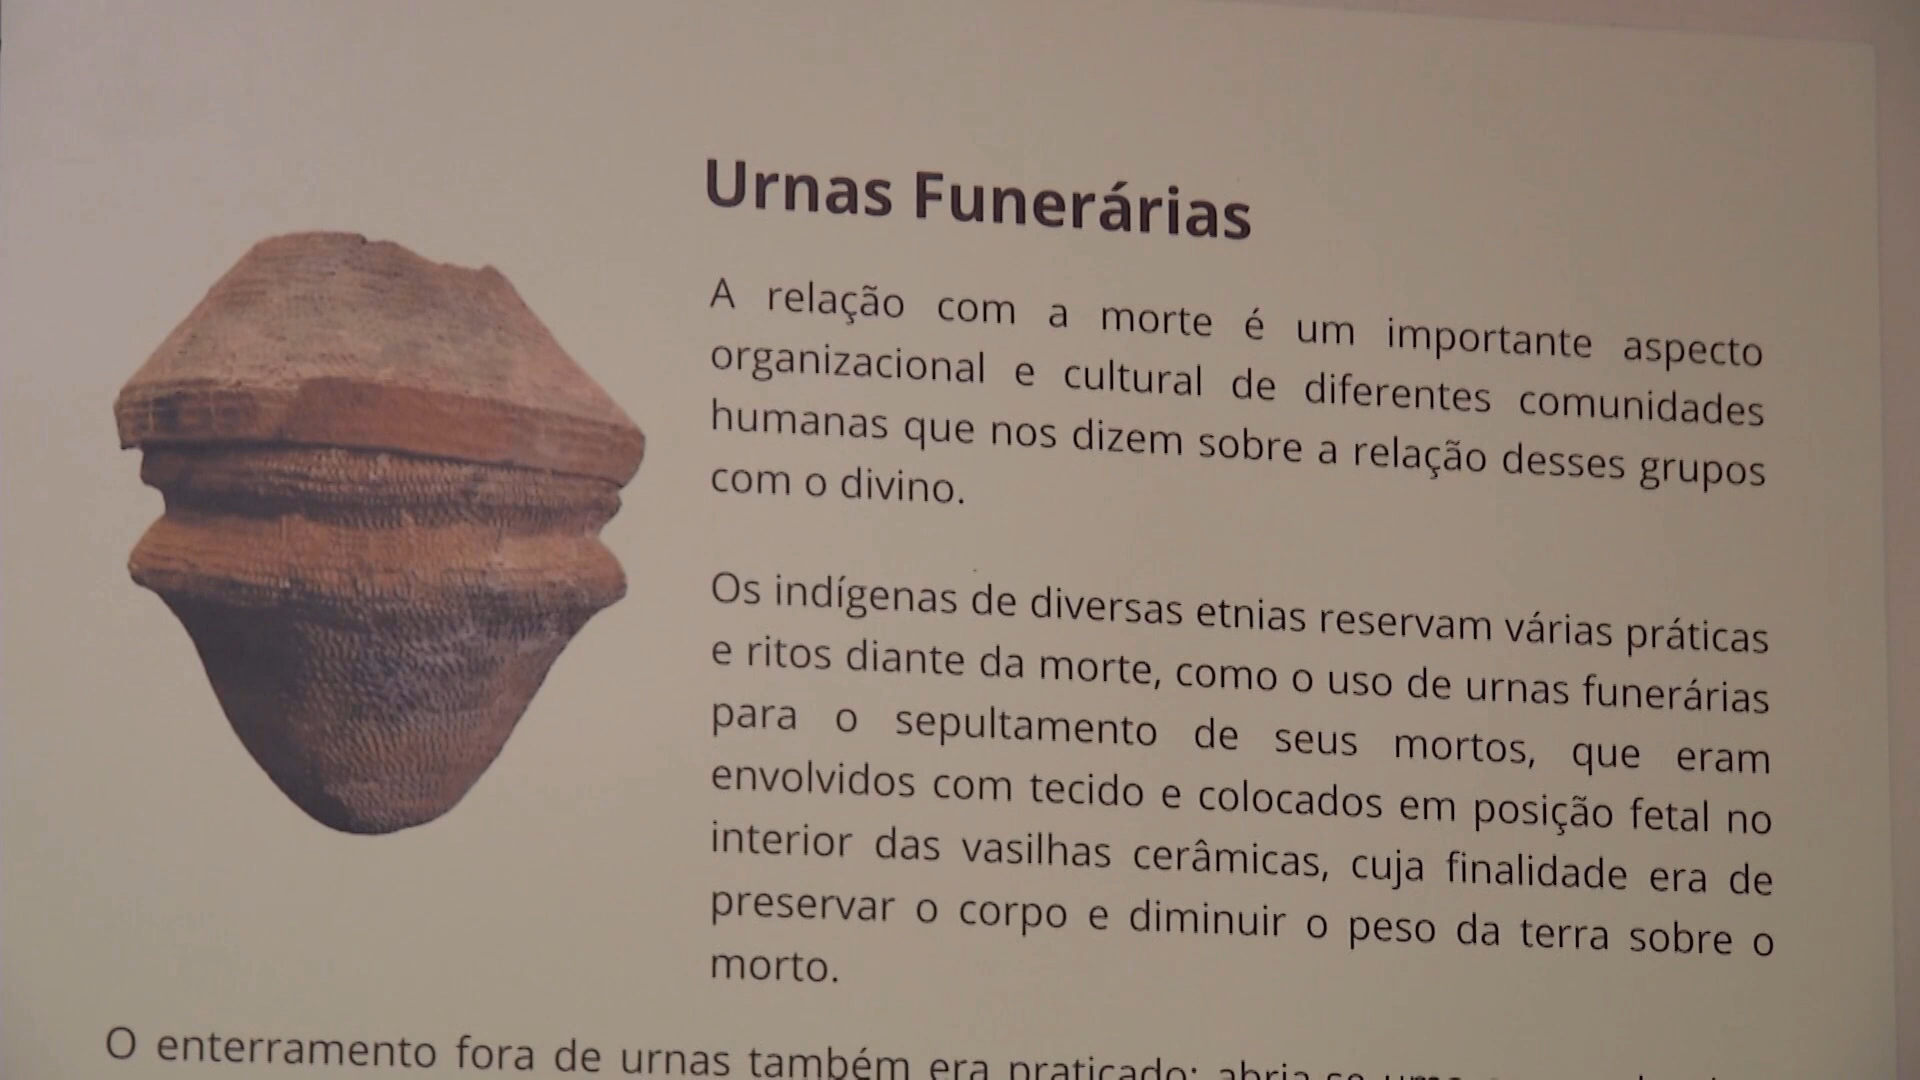 Urnas Funerárias
A relação com a morte é um importante aspecto
organizacional e cultural de diferentes comunidades
humanas que nos dizem sobre a relação desses grupos
com o divino.
Os indígenas de diversas etnias reservam várias práticas
e ritos diante da morte, como o uso de urnas funerárias
para o sepultamento de seus mortos, que eram
envolvidos com tecido e colocados em posição fetal no
interior das vasilhas cerâmicas, cuja finalidade era de
preservar o corpo e diminuir o peso da terra sobre o
morto.
O enterramento fora de urnas também era praticado: abria-se uma